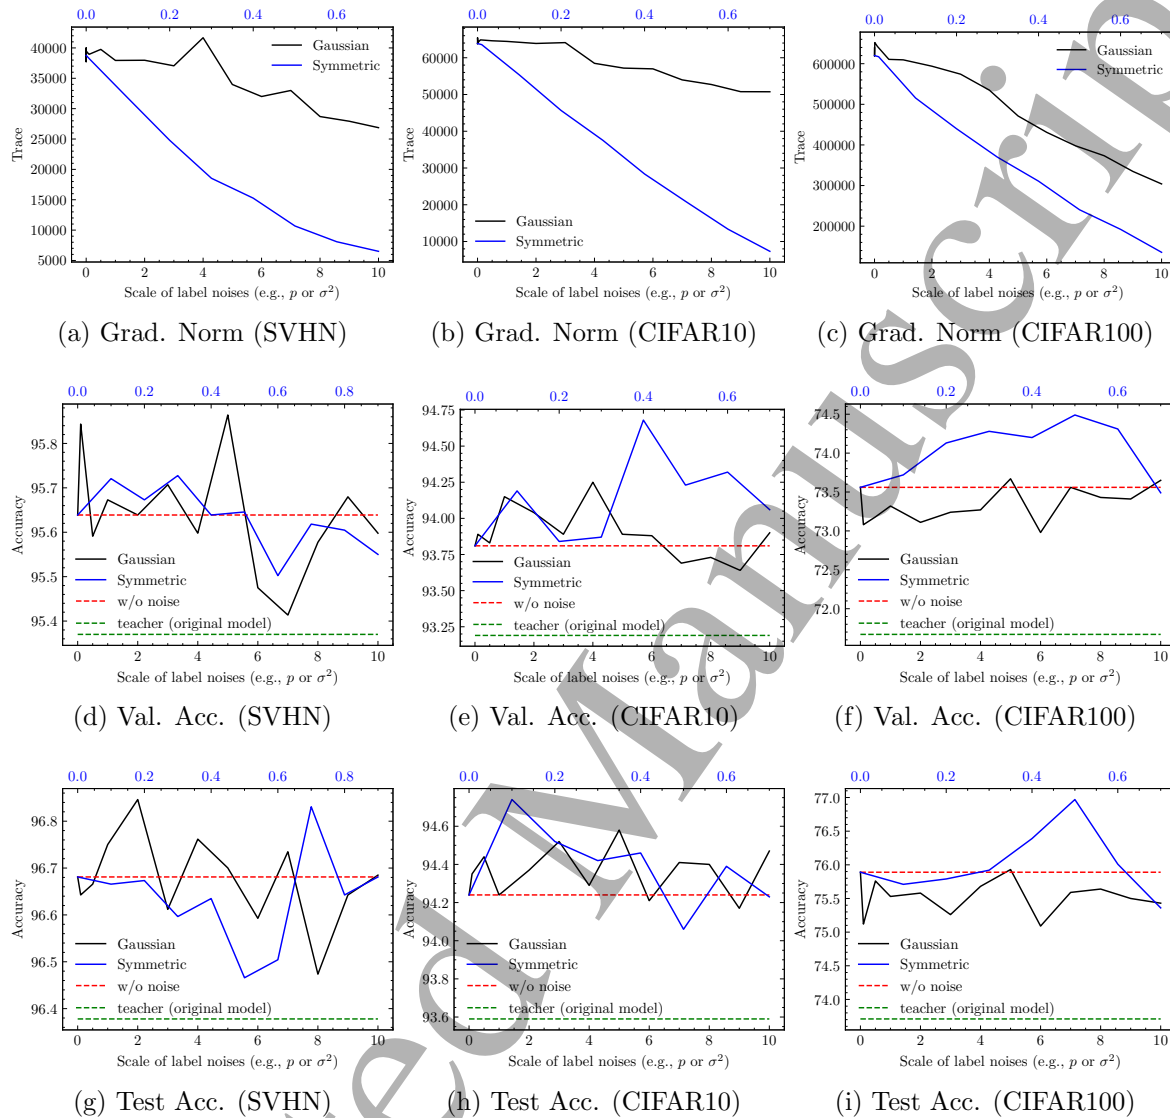 0.0 0.2 0.4 0.6
40000
35000
30000
25000
20000
15000
10000
5000
Trace
Gaussian
Symmetric
0 2 4 6 8 10
Scale of label noises (e.g., p or σ²)
(a) Grad. Norm (SVHN)
0.0 0.2 0.4 0.6
60000
50000
40000
30000
20000
10000
Trace
Gaussian
Symmetric
0 2 4 6 8 10
Scale of label noises (e.g., p or σ²)
(b) Grad. Norm (CIFAR10)
0.0 0.2 0.4 0.6
600000
500000
400000
300000
200000
Trace
Gaussian
Symmetric
0 2 4 6 8 10
Scale of label noises (e.g., p or σ²)
(c) Grad. Norm (CIFAR100)
0.0 0.2 0.4 0.6 0.8
95.8
95.7
95.6
95.5
95.4
Accuracy
Gaussian
Symmetric
w/o noise
teacher (original model)
0 2 4 6 8 10
Scale of label noises (e.g., p or σ²)
(d) Val. Acc. (SVHN)
0.0 0.2 0.4 0.6
94.75
94.50
94.25
94.00
93.75
93.50
93.25
Accuracy
Gaussian
Symmetric
w/o noise
teacher (original model)
0 2 4 6 8 10
Scale of label noises (e.g., p or σ²)
(e) Val. Acc. (CIFAR10)
0.0 0.2 0.4 0.6
74.5
74.0
73.5
73.0
72.5
72.0
Accuracy
Gaussian
Symmetric
w/o noise
teacher (original model)
0 2 4 6 8 10
Scale of label noises (e.g., p or σ²)
(f) Val. Acc. (CIFAR100)
0.0 0.2 0.4 0.6 0.8
96.8
96.7
96.6
96.5
96.4
Accuracy
Gaussian
Symmetric
w/o noise
teacher (original model)
0 2 4 6 8 10
Scale of label noises (e.g., p or σ²)
(g) Test Acc. (SVHN)
0.0 0.2 0.4 0.6
94.6
94.4
94.2
94.0
93.8
93.6
Accuracy
Gaussian
Symmetric
w/o noise
teacher (original model)
0 2 4 6 8 10
Scale of label noises (e.g., p or σ²)
(h) Test Acc. (CIFAR10)
0.0 0.2 0.4 0.6
77.0
76.5
76.0
75.5
75.0
74.5
74.0
Accuracy
Gaussian
Symmetric
w/o noise
teacher (original model)
0 2 4 6 8 10
Scale of label noises (e.g., p or σ²)
(i) Test Acc. (CIFAR100)
ed Manuscrip